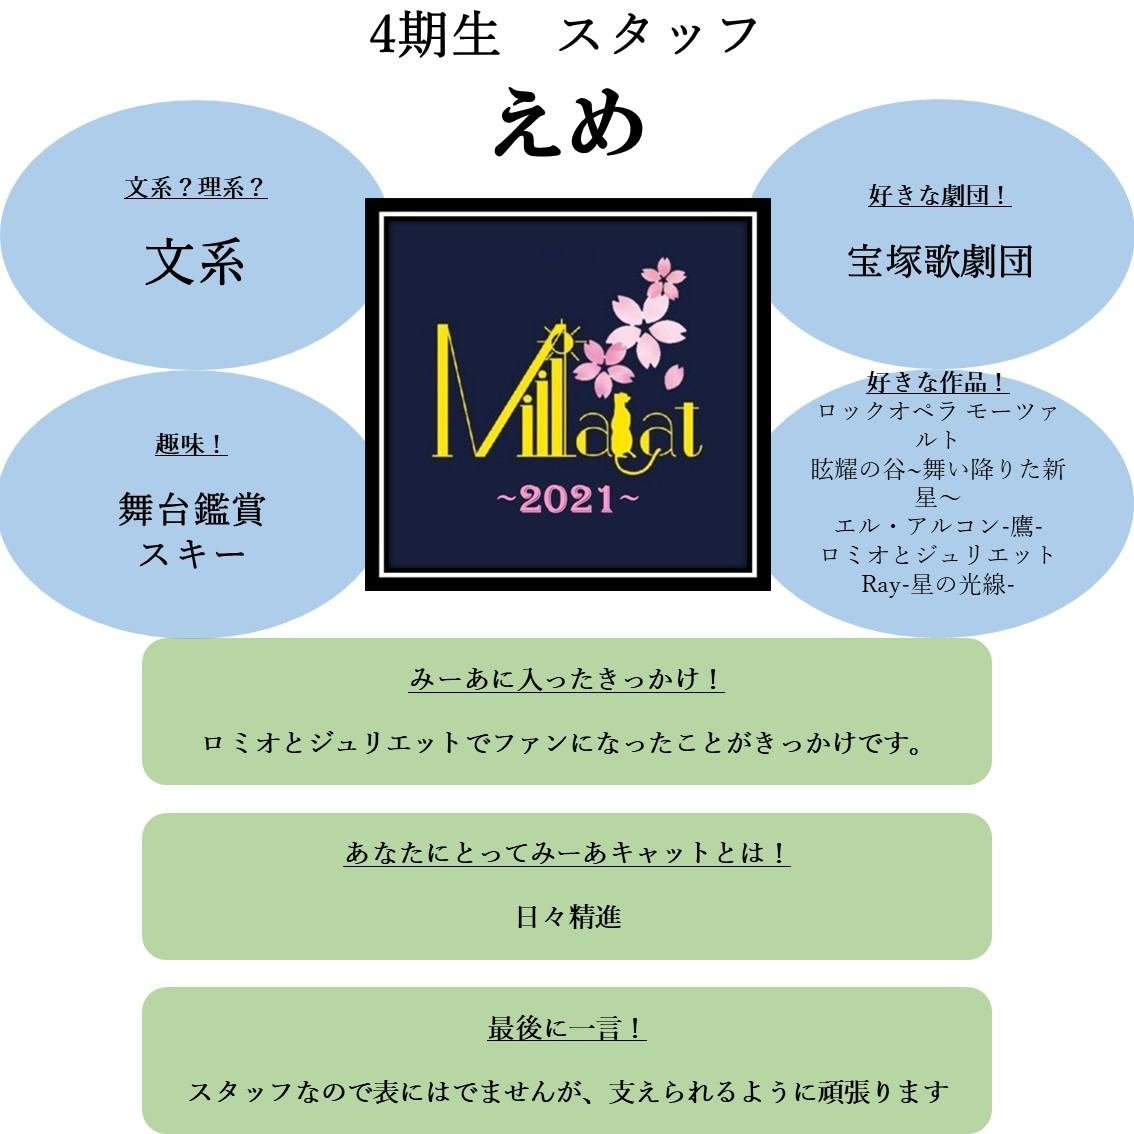 4期生　スタッフ
えめ
文系？理系？
文系
好きな劇団！
宝塚歌劇団
趣味！
舞台鑑賞
スキー
~2021~
好きな作品！
ロックオペラ モーツァ
ルト
眩耀の谷~舞い降りた新
星～
エル・アルコン-鷹-
ロミオとジュリエット
Ray-星の光線-
みーあに入ったきっかけ！
ロミオとジュリエットでファンになったことがきっかけです。
あなたにとってみーあキャットとは！
日々精進
最後に一言！
スタッフなので表にはでませんが、支えられるように頑張ります